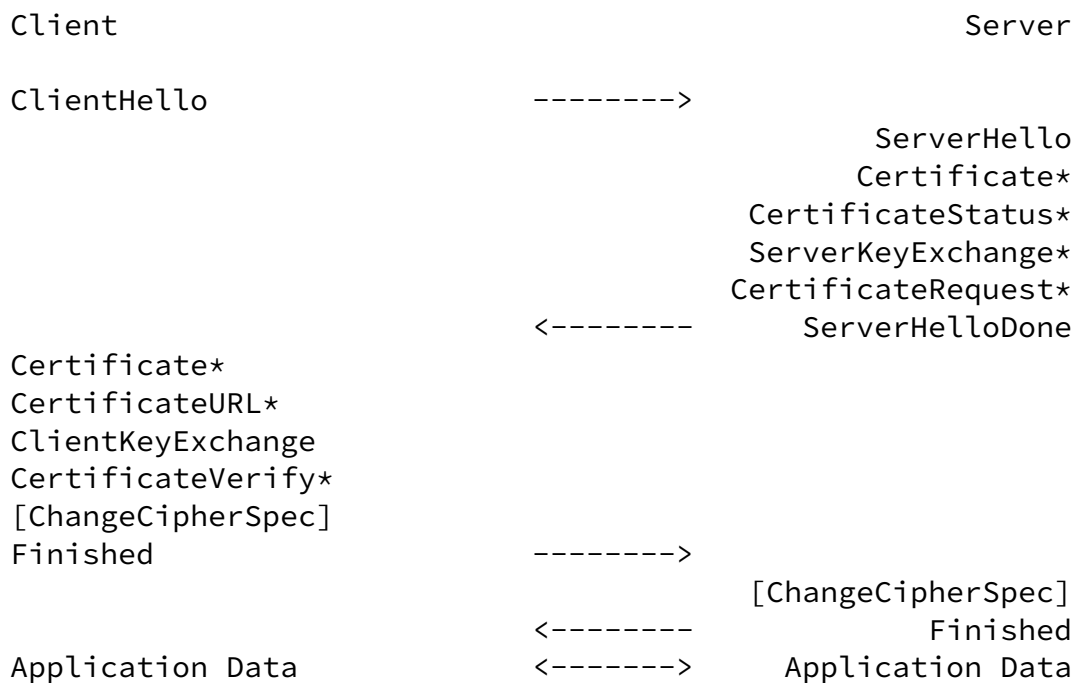 Client                                               Server

ClientHello                  -------->
                                                ServerHello
                                               Certificate*
                                         CertificateStatus*
                                         ServerKeyExchange*
                                        CertificateRequest*
                             <--------      ServerHelloDone
Certificate*
CertificateURL*
ClientKeyExchange
CertificateVerify*
[ChangeCipherSpec]
Finished                     -------->
                                         [ChangeCipherSpec]
                             <--------             Finished
Application Data             <------->     Application Data